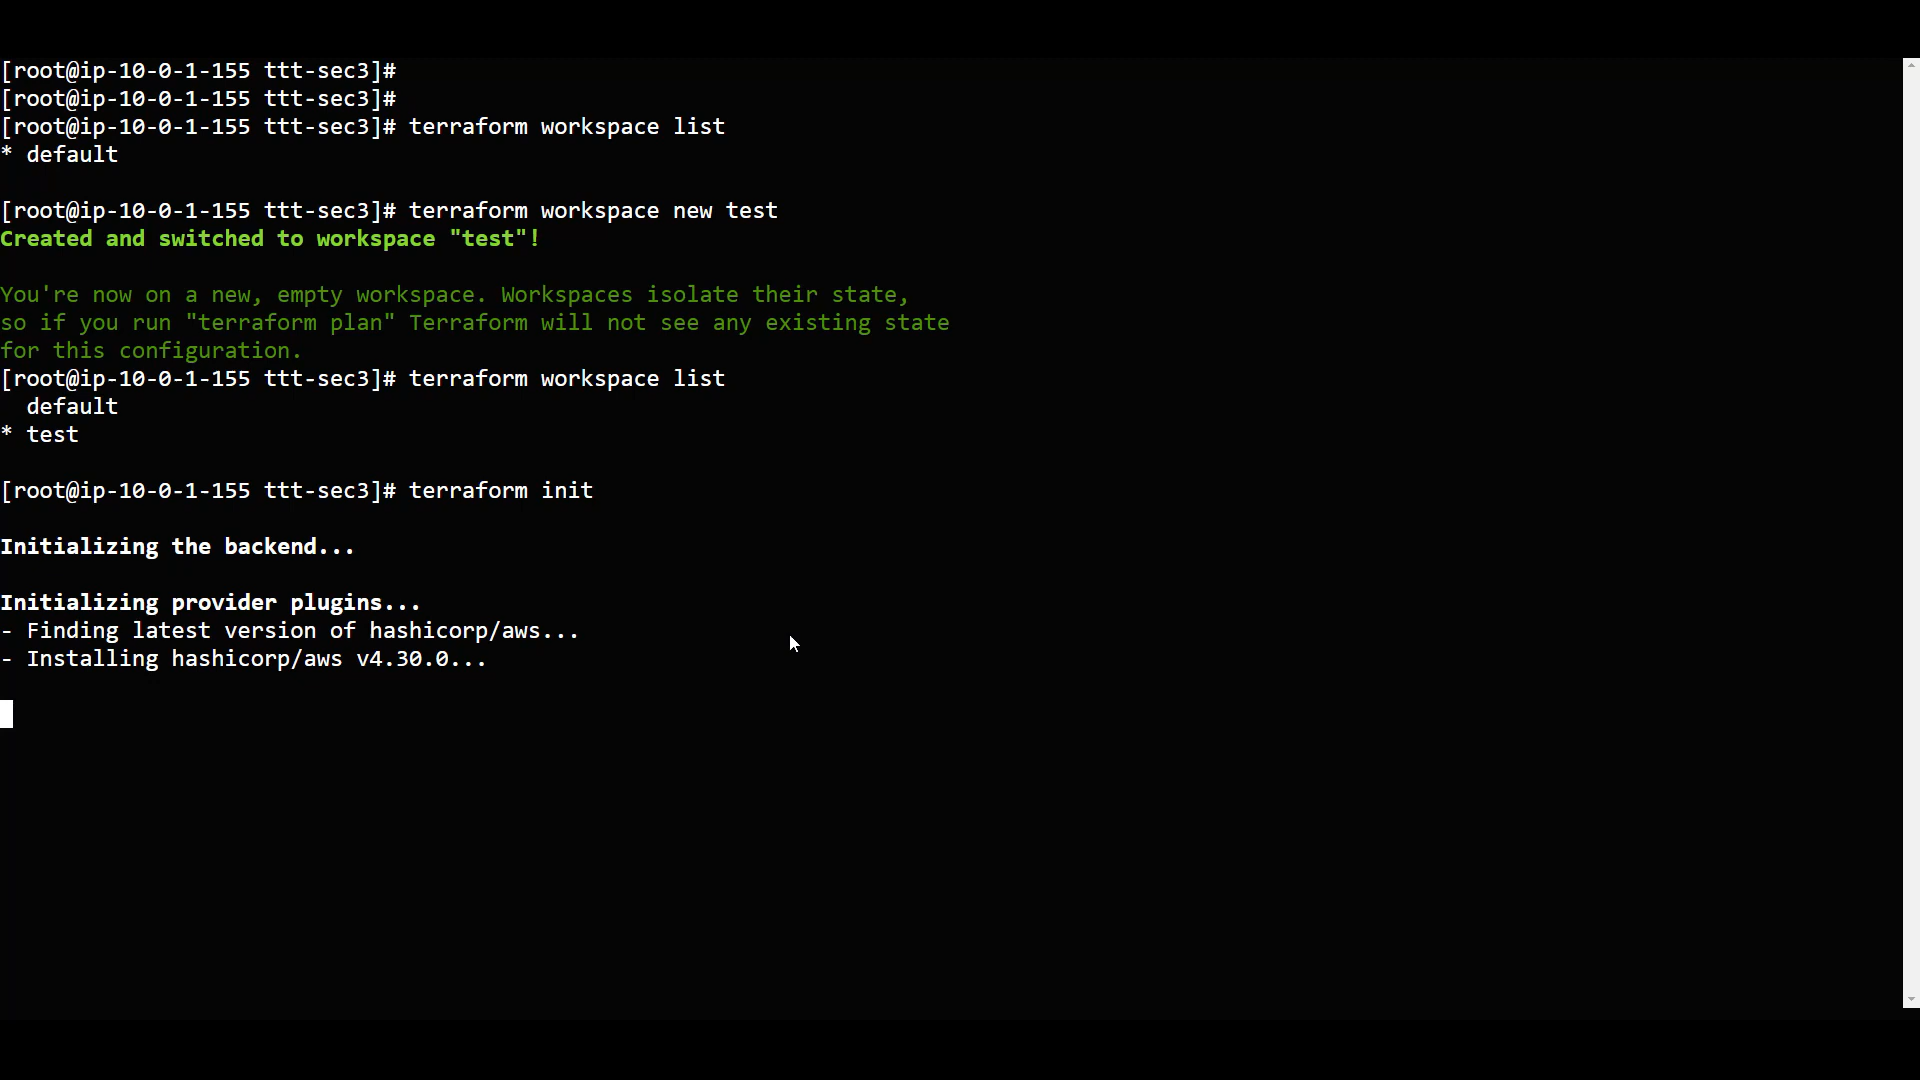 [root@ip-10-0-1-155 ttt-sec3]#
[root@ip-10-0-1-155 ttt-sec3]#
[root@ip-10-0-1-155 ttt-sec3]# terraform workspace list
* default
[root@ip-10-0-1-155 ttt-sec3]# terraform workspace new test
Created and switched to workspace "test"!
You're now on a new, empty workspace. Workspaces isolate their state,
so if you run "terraform plan" Terraform will not see any existing state
for this configuration.
[root@ip-10-0-1-155 ttt-sec3]# terraform workspace list
  default
* test
[root@ip-10-0-1-155 ttt-sec3]# terraform init
Initializing the backend...
Initializing provider plugins...
- Finding latest version of hashicorp/aws...
- Installing hashicorp/aws v4.30.0...